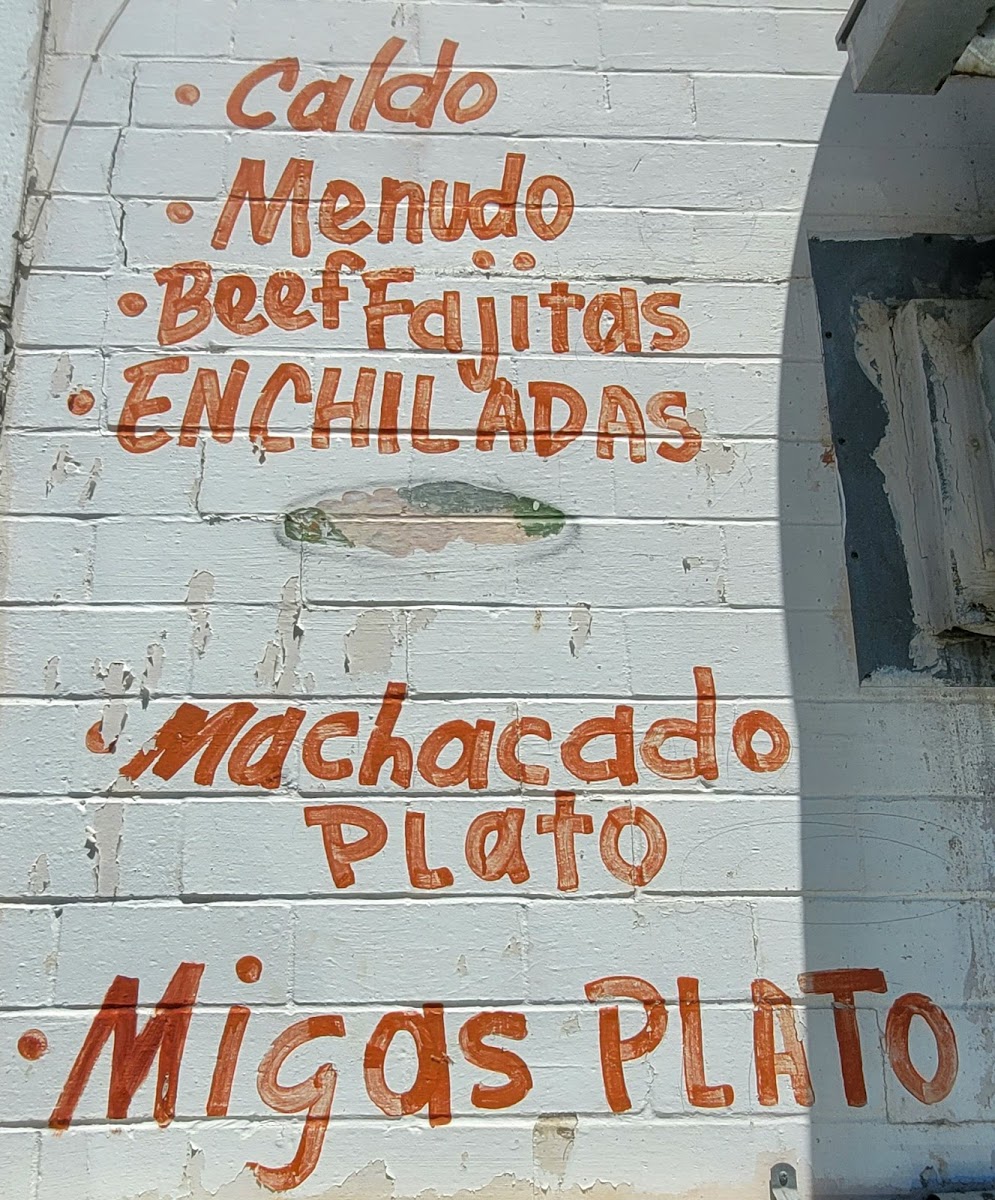 • Caldo
• Menudo
• Beef Fajitas
• ENCHILADAS
• Machacado
PLato
• Migas PLATO